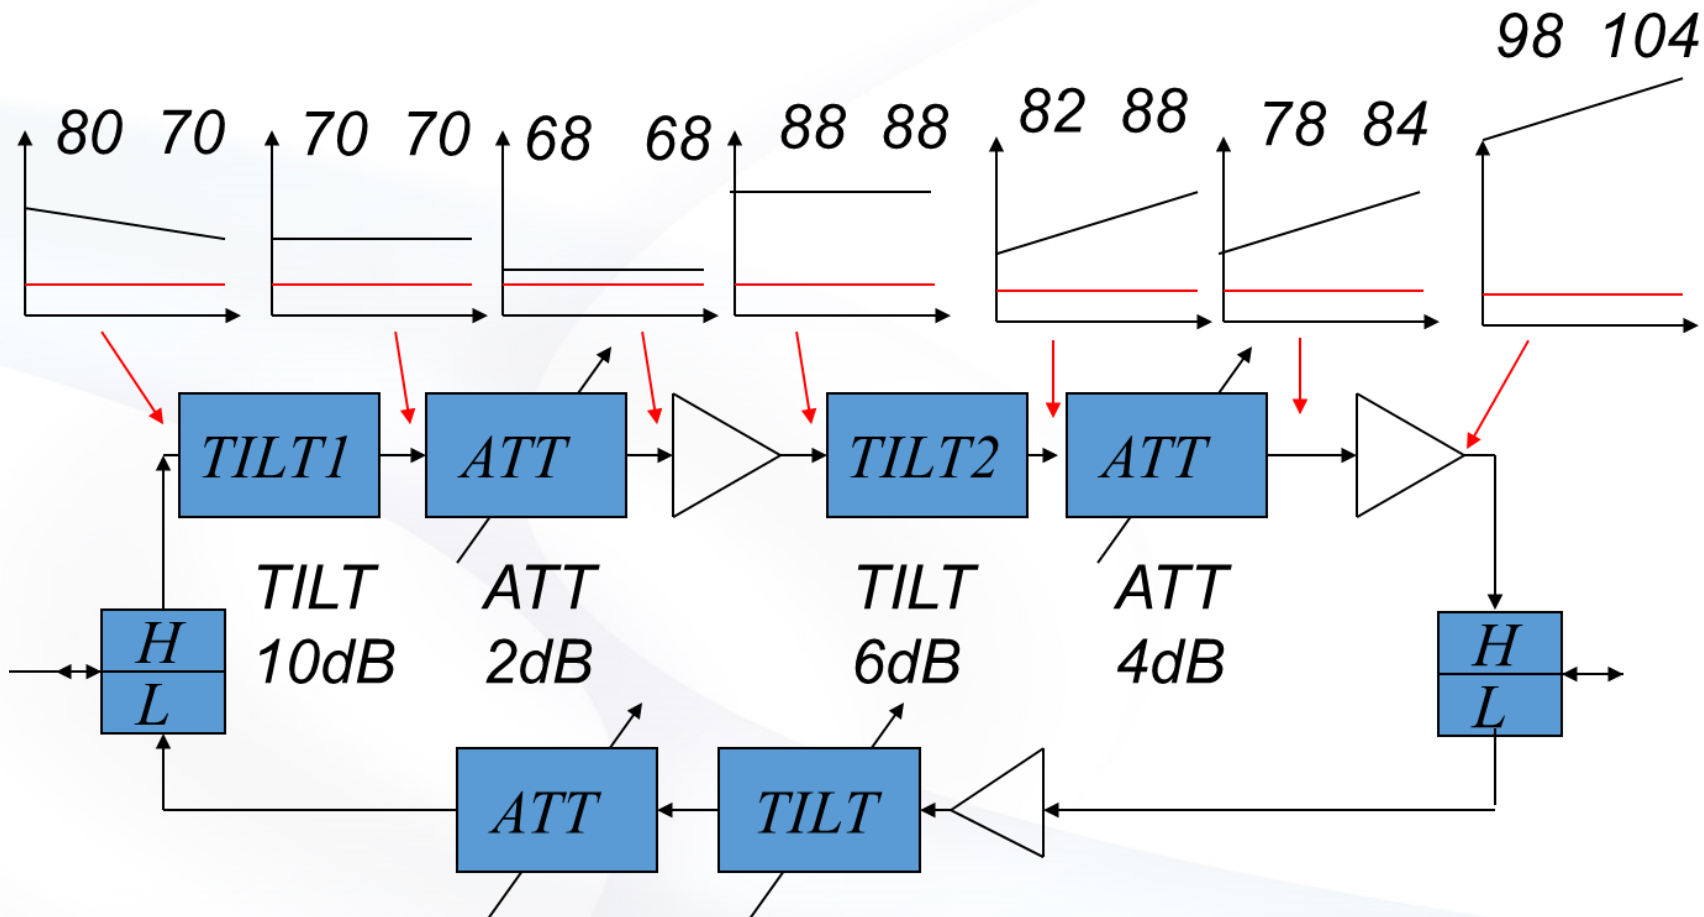 98 104
80 70
70 70
68 68
88 88
82 88
78 84
TILT1
ATT
TILT2
ATT
TILT
10dB
ATT
2dB
TILT
6dB
ATT
4dB
H
L
H
L
ATT
TILT